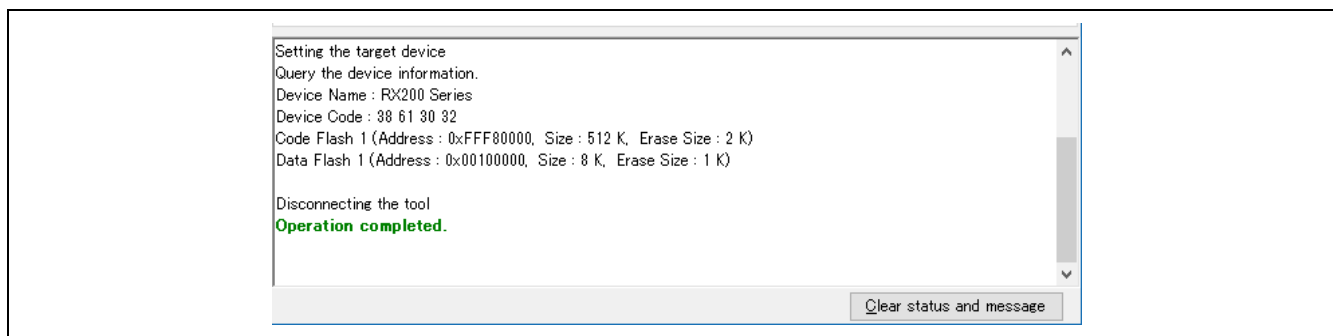 Setting the target device
Query the device information.
Device Name : RX200 Series
Device Code : 38 61 30 32
Code Flash 1 (Address : 0xFFF80000, Size : 512 K, Erase Size : 2 K)
Data Flash 1 (Address : 0x00100000, Size : 8 K, Erase Size : 1 K)
Disconnecting the tool
Operation completed.
Clear status and message